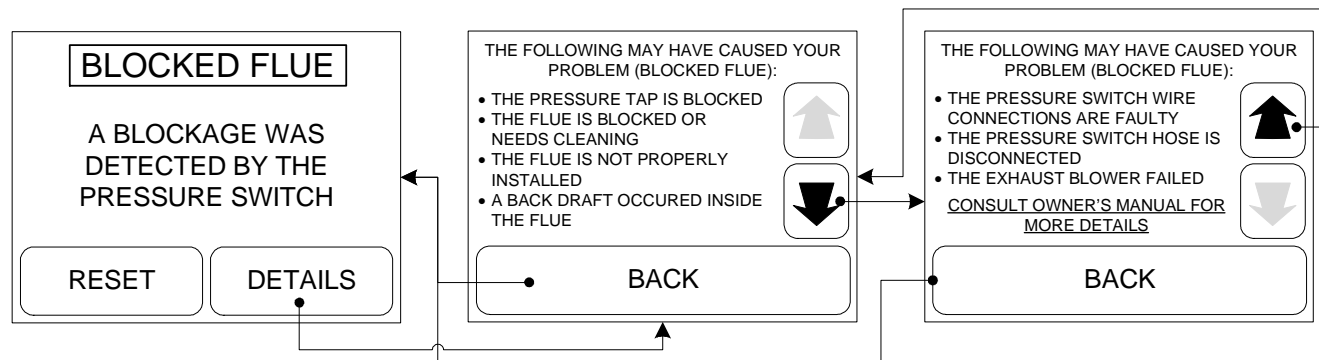 BLOCKED FLUE
A BLOCKAGE WAS
DETECTED BY THE
PRESSURE SWITCH
RESET
DETAILS
THE FOLLOWING MAY HAVE CAUSED YOUR
PROBLEM (BLOCKED FLUE):
• THE PRESSURE TAP IS BLOCKED
• THE FLUE IS BLOCKED OR
NEEDS CLEANING
• THE FLUE IS NOT PROPERLY
INSTALLED
• A BACK DRAFT OCCURED INSIDE
THE FLUE
BACK
THE FOLLOWING MAY HAVE CAUSED YOUR
PROBLEM (BLOCKED FLUE):
• THE PRESSURE SWITCH WIRE
CONNECTIONS ARE FAULTY
• THE PRESSURE SWITCH HOSE IS
DISCONNECTED
• THE EXHAUST BLOWER FAILED
CONSULT OWNER'S MANUAL FOR
MORE DETAILS
BACK